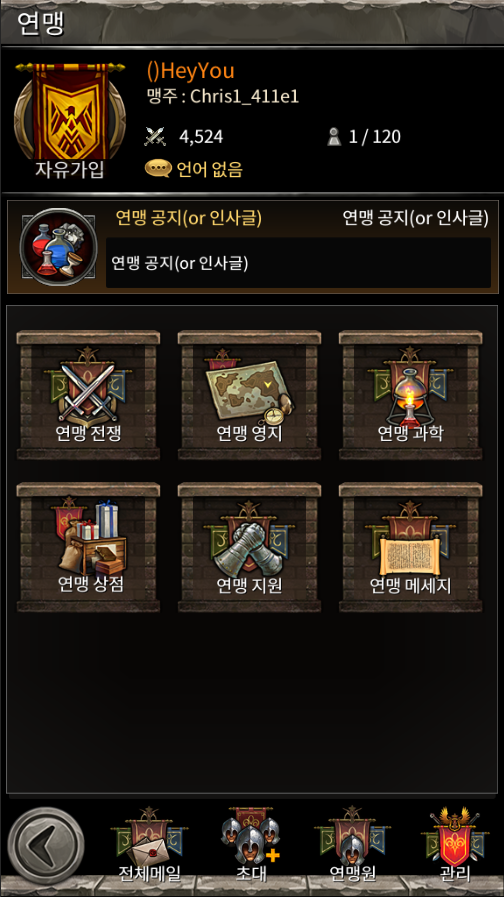 연맹
()HeyYou
맹주 : Chris1_411e1
4,524
1 / 120
자유가입
언어 없음
연맹 공지(or 인사글)
연맹 공지(or 인사글)
연맹 공지(or 인사글)
연맹 전쟁
연맹 영지
연맹 과학
연맹 상점
연맹 지원
연맹 메세지
전체메일
초대
연맹원
관리